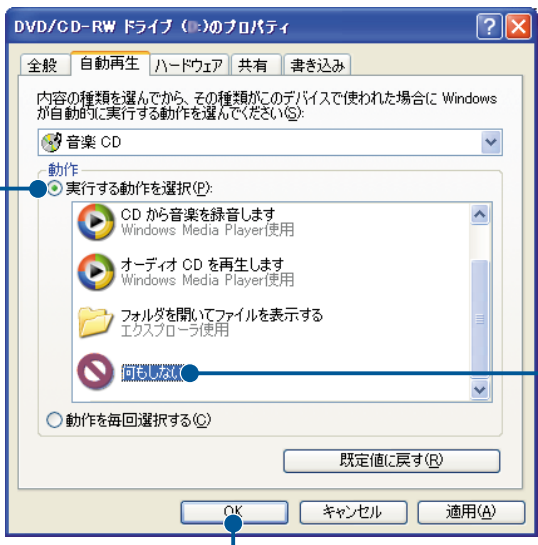 DVD/CD-RW ドライブ (D:)のプロパティ
全般 自動再生 ハードウェア 共有 書き込み
内容の種類を選んでから、その種類がこのデバイスで使われた場合に Windows
が自動的に実行する動作を選んでください(S):
音楽 CD
動作
実行する動作を選択(P):
CD から音楽を録音します
Windows Media Player使用
オーディオ CD を再生します
Windows Media Player使用
フォルダを開いてファイルを表示する
エクスプローラ使用
何もしない
動作を毎回選択する(C)
既定値に戻す(R)
OK キャンセル 適用(A)